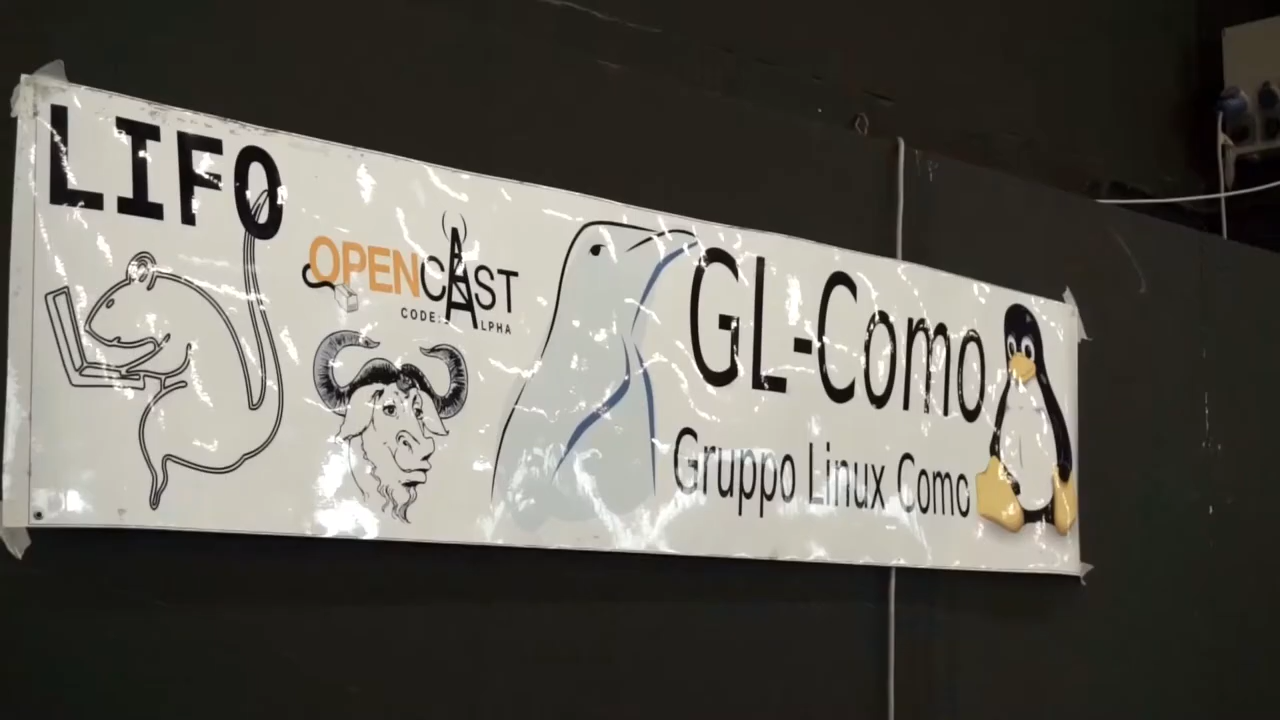 LIFO
OPENCAST
CODE: ALPHA
GL-Como
Gruppo Linux Como